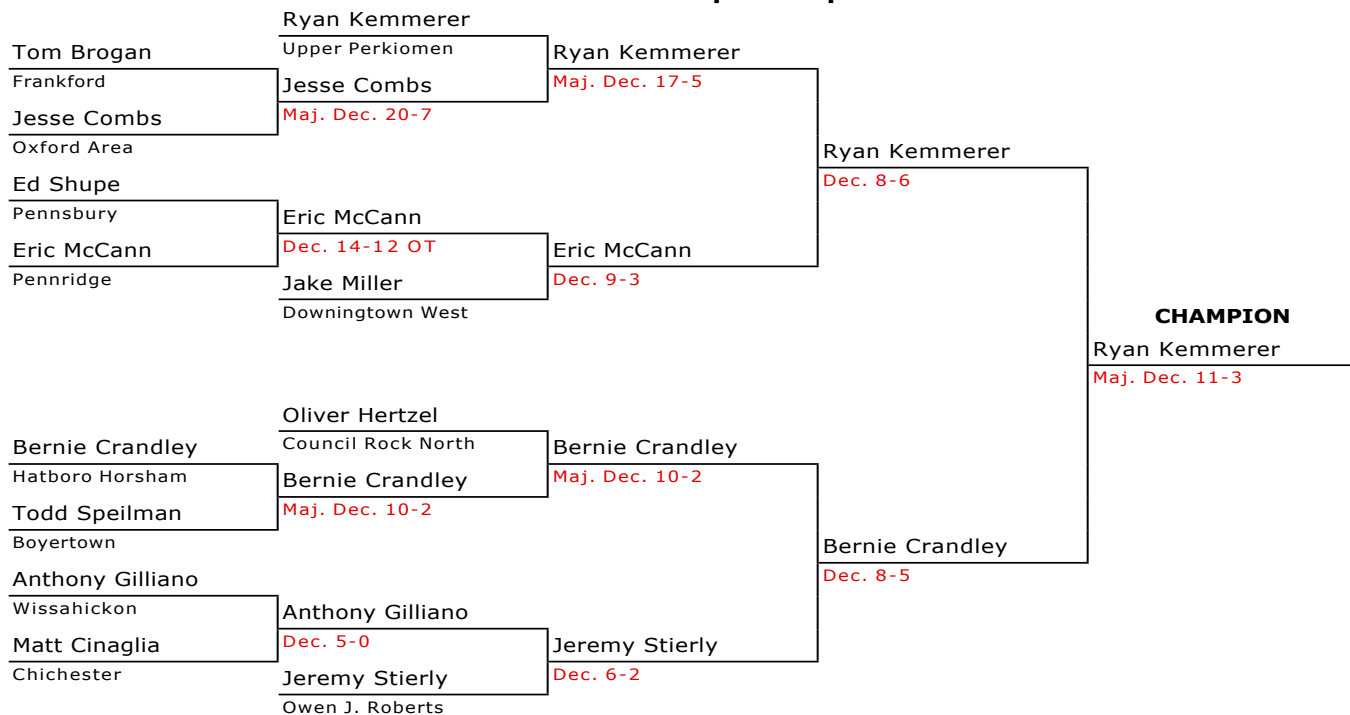 Ryan Kemmerer
Upper Perkiomen
Tom Brogan
Frankford
Jesse Combs
Maj. Dec. 20-7
Jesse Combs
Oxford Area
Ryan Kemmerer
Maj. Dec. 17-5
Ed Shupe
Pennsbury
Eric McCann
Dec. 14-12 OT
Eric McCann
Pennridge
Jake Miller
Downingtown West
Eric McCann
Dec. 9-3
Ryan Kemmerer
Dec. 8-6
CHAMPION
Ryan Kemmerer
Maj. Dec. 11-3
Oliver Hertzel
Council Rock North
Bernie Crandley
Hatboro Horsham
Bernie Crandley
Maj. Dec. 10-2
Todd Speilman
Boyertown
Bernie Crandley
Maj. Dec. 10-2
Anthony Gilliano
Wissahickon
Anthony Gilliano
Dec. 5-0
Matt Cinaglia
Chichester
Jeremy Stierly
Owen J. Roberts
Jeremy Stierly
Dec. 6-2
Bernie Crandley
Dec. 8-5